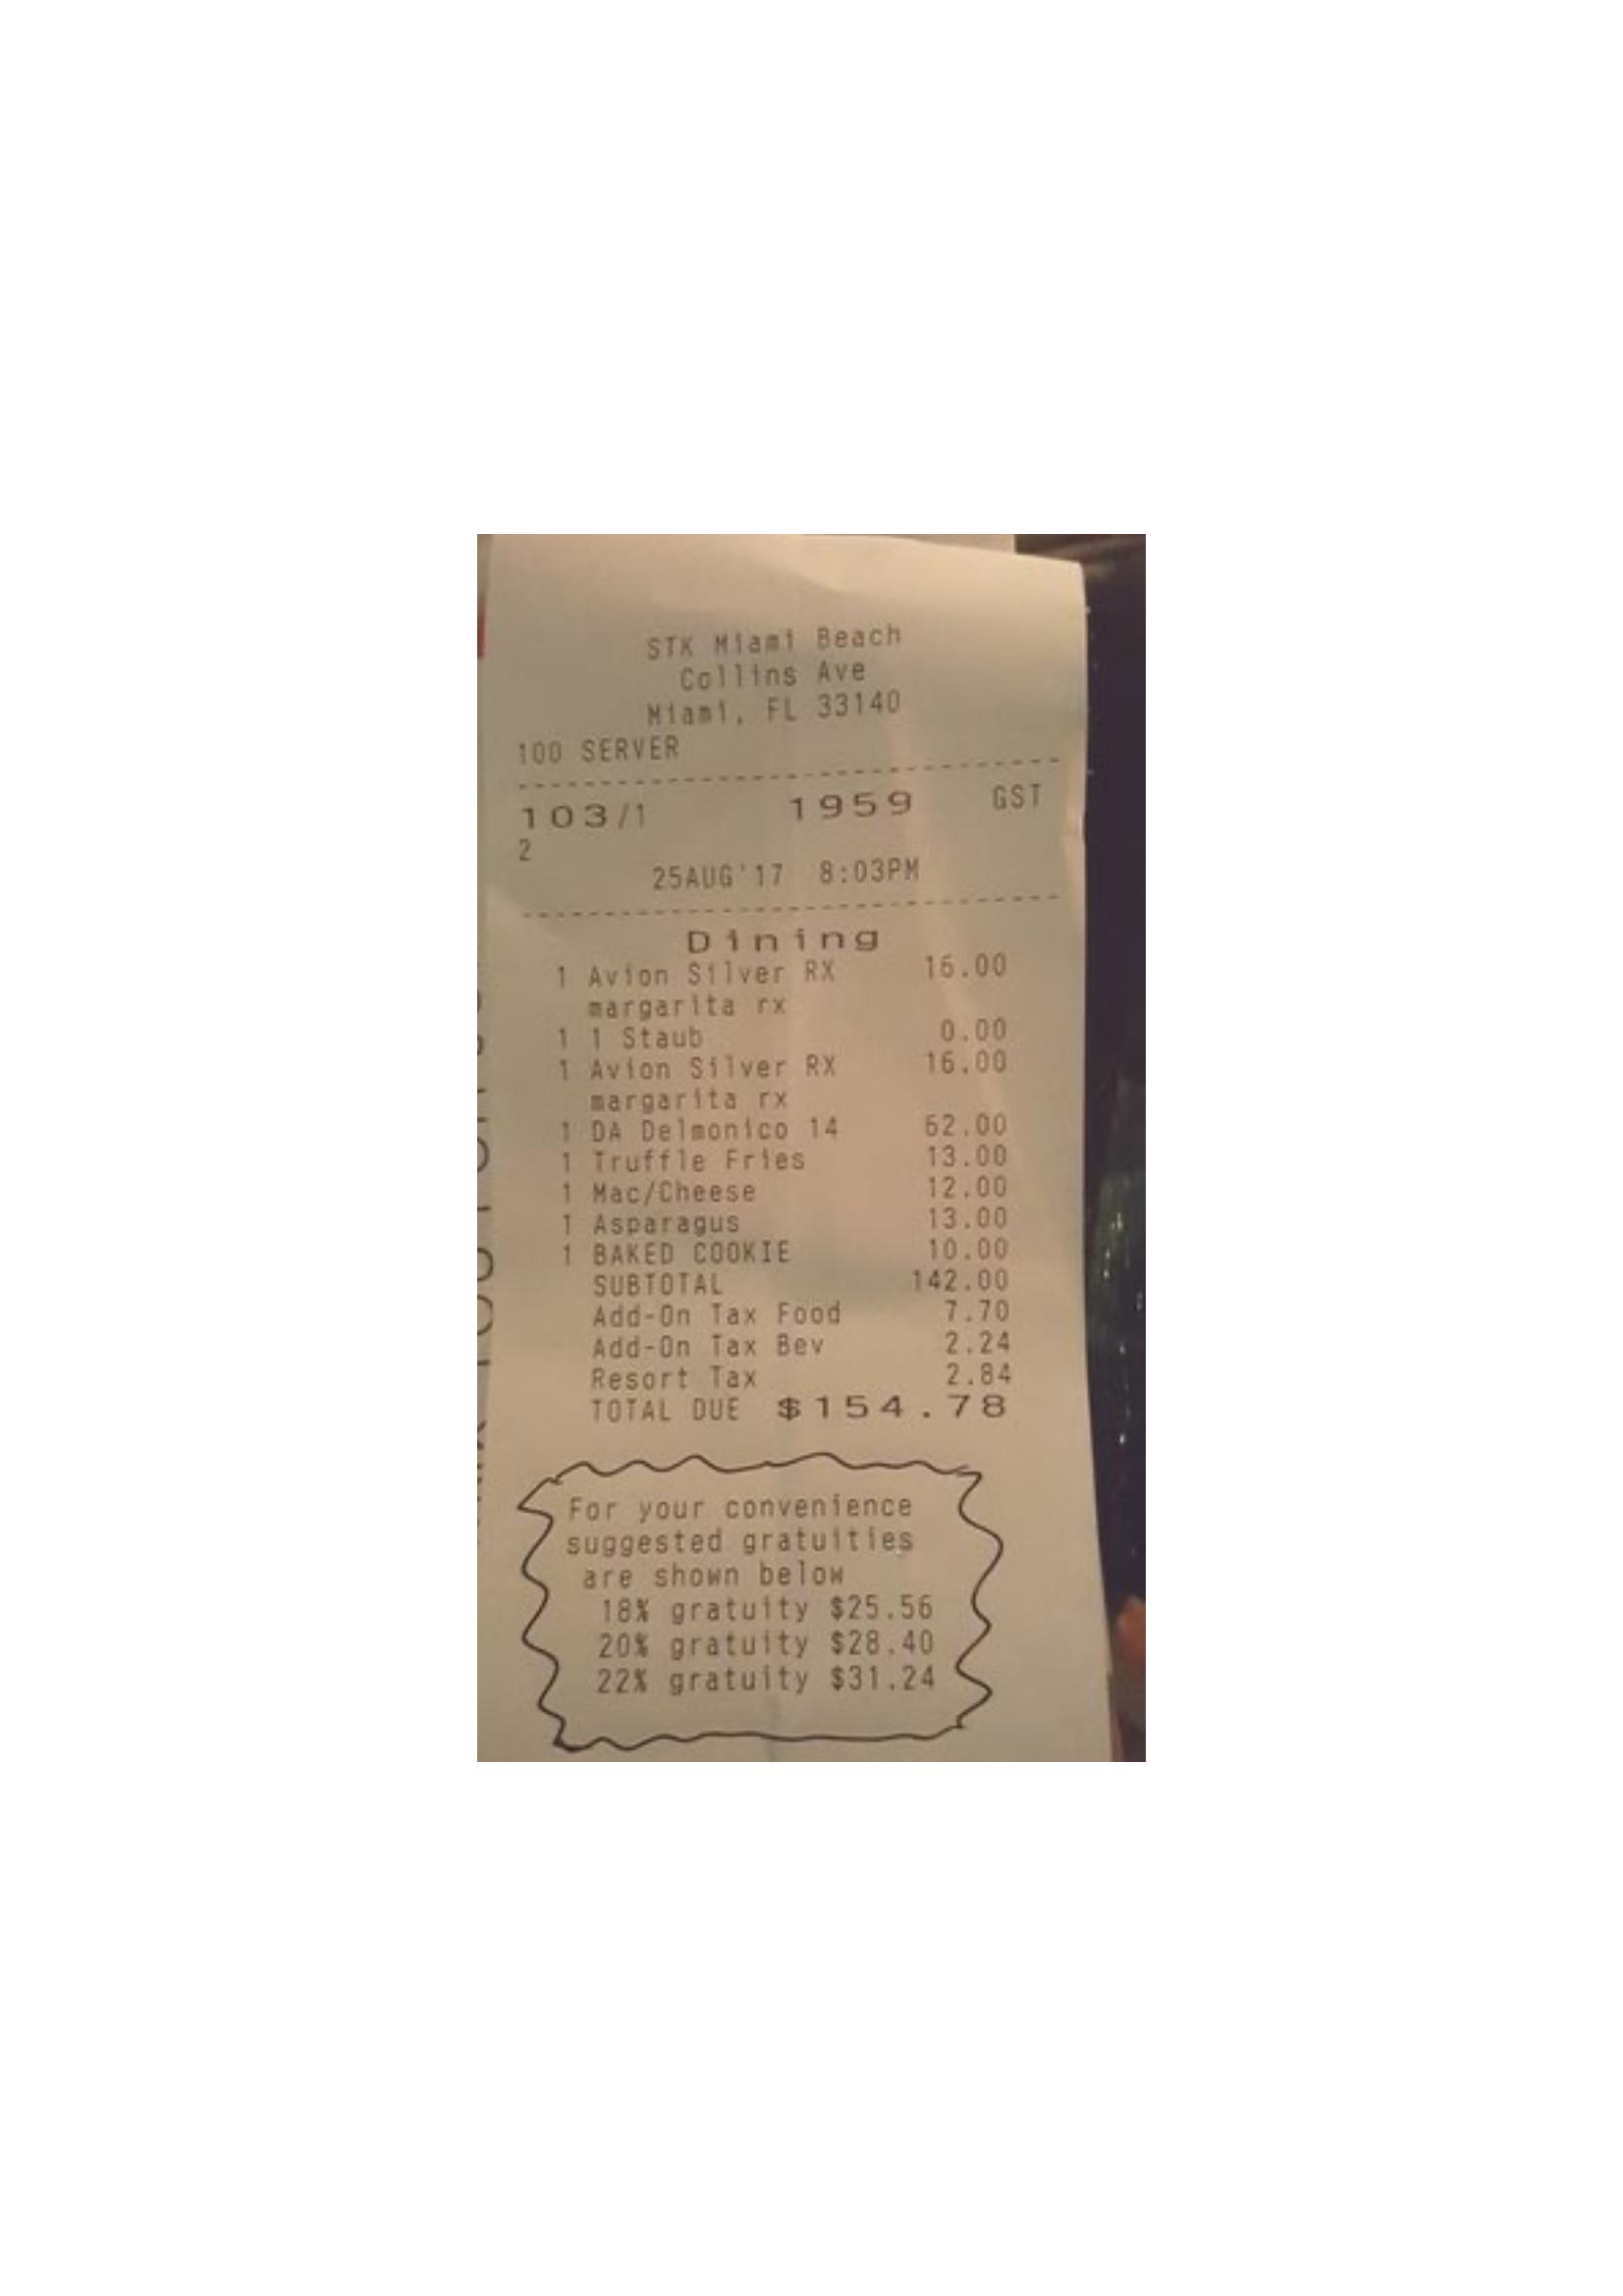 STK Miami Beach
Collins Ave
Miami, FL 33140
100 SERVER
103/1 1959 GST
2
25AUG'17 8:03PM
Dining
1 Avion Silver RX 16.00
margarita rx
1 1 Staub 0.00
1 Avion Silver RX 16.00
margarita rx
1 DA Delmonico 14 62.00
1 Truffle Fries 13.00
1 Mac/Cheese 12.00
1 Asparagus 13.00
1 BAKED COOKIE 10.00
SUBTOTAL 142.00
Add-On Tax Food 7.70
Add-On Tax Bev 2.24
Resort Tax 2.84
TOTAL DUE $154.78
For your convenience
suggested gratuities
are shown below
18% gratuity $25.56
20% gratuity $28.40
22% gratuity $31.24